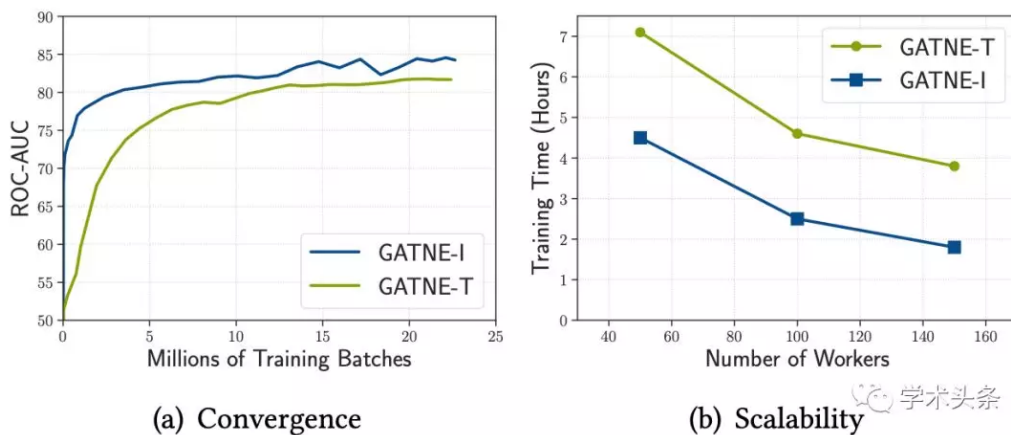 90
85
80
75
70
65
60
55
50
ROC-AUC
GATNE-I
GATNE-T
0 5 10 15 20 25
Millions of Training Batches
(a) Convergence
7
6
5
4
3
2
1
0
Training Time (Hours)
GATNE-T
GATNE-I
40 60 80 100 120 140 160
Number of Workers
(b) Scalability
学术头条